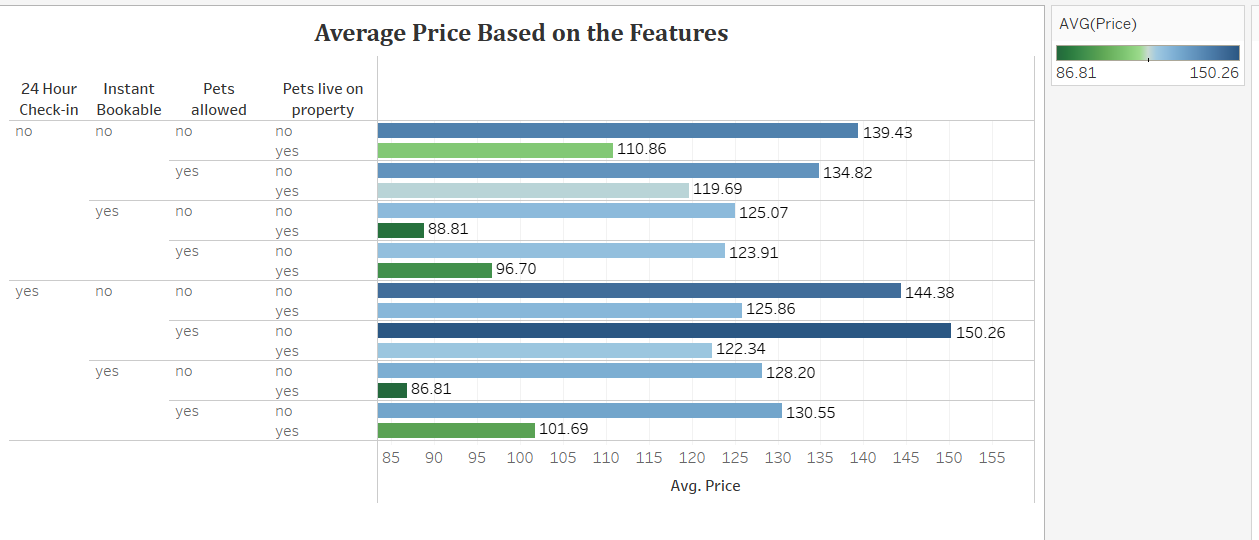 Average Price Based on the Features
AVG(Price)
86.81 150.26
24 Hour Instant Pets Pets live on
Check-in Bookable allowed property
no no no no 139.43
yes 110.86
yes no 134.82
yes 119.69
yes no no 125.07
yes 88.81
yes no 123.91
yes 96.70
yes no no no 144.38
yes 125.86
yes no 150.26
yes 122.34
yes no no 128.20
yes 86.81
yes no 130.55
yes 101.69
85 90 95 100 105 110 115 120 125 130 135 140 145 150 155
Avg. Price